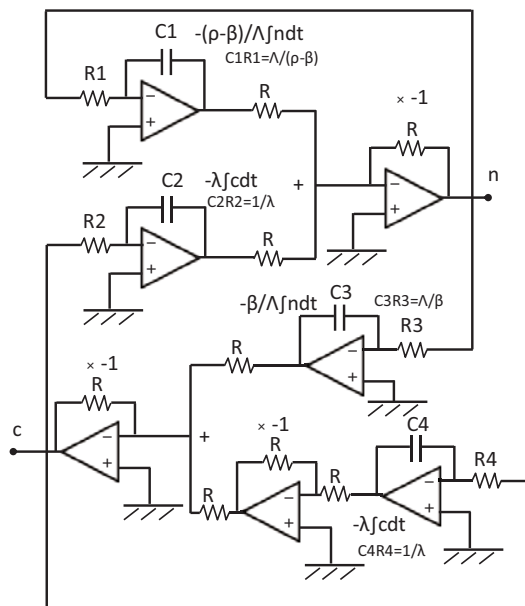 C1
-(ρ-β)/Λ∫ndt
C1R1=Λ/(ρ-β)
R1
−
+
R
× -1
R
n
−
+
+
C2
-λ∫cdt
C2R2=1/λ
R2
−
+
R
-β/Λ∫ndt
C3
C3R3=Λ/β
R3
R
−
+
× -1
R
c
−
+
+
× -1
R
C4
R4
R
R
−
+
−
+
-λ∫cdt
C4R4=1/λ